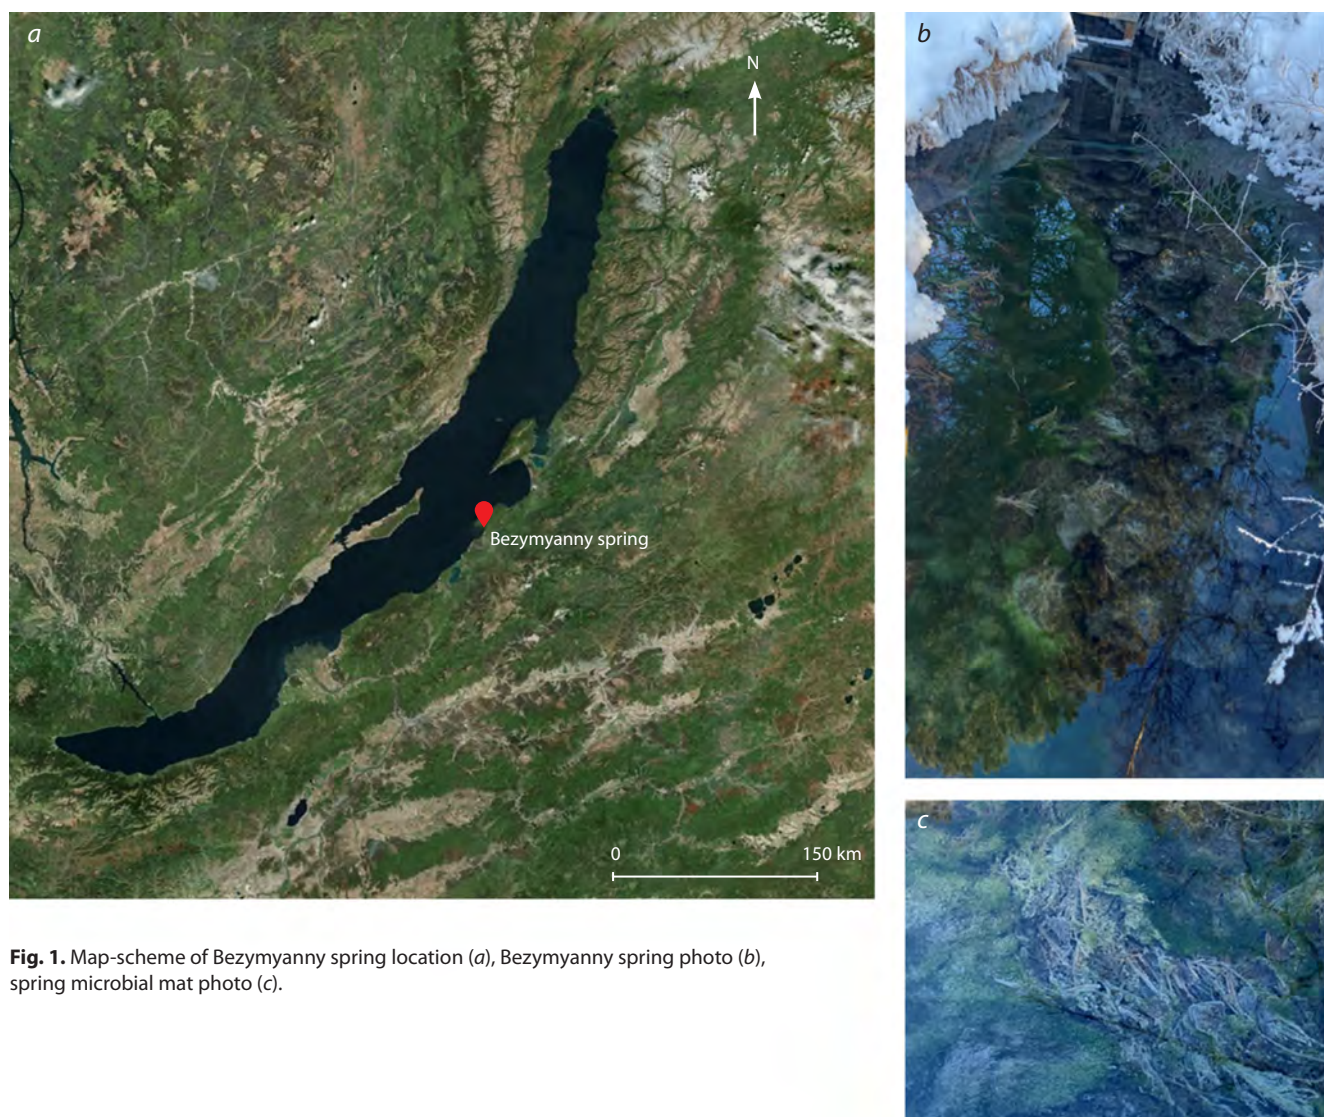 a
N
Bezymyanny spring
0
150 km
b
c
Fig. 1. Map-scheme of Bezymyanny spring location (a), Bezymyanny spring photo (b),
spring microbial mat photo (c).